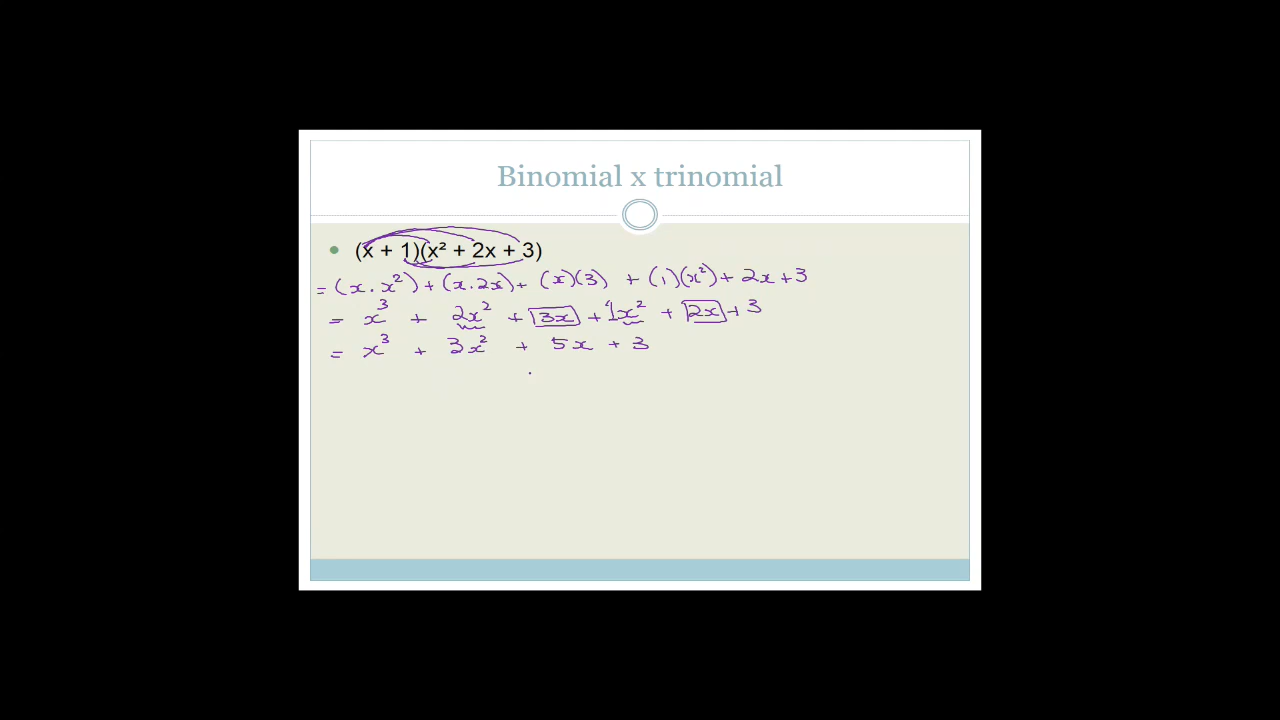 Binomial x trinomial
(x + 1)(x² + 2x + 3)
= (x . x²) + (x . 2x) + (x)(3) + (1)(x²) + 2x + 3
= x³ + 2x² + 3x + 1x² + 2x + 3
= x³ + 3x² + 5x + 3